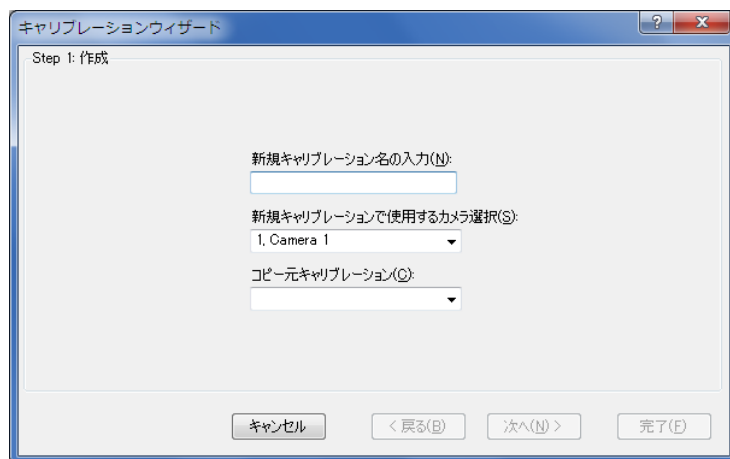 キャリブレーションウィザード
Step 1: 作成
新規キャリブレーション名の入力(N):
新規キャリブレーションで使用するカメラ選択(S):
1, Camera 1
コピー元キャリブレーション(C):
キャンセル
< 戻る(B)
次へ(N) >
完了(F)